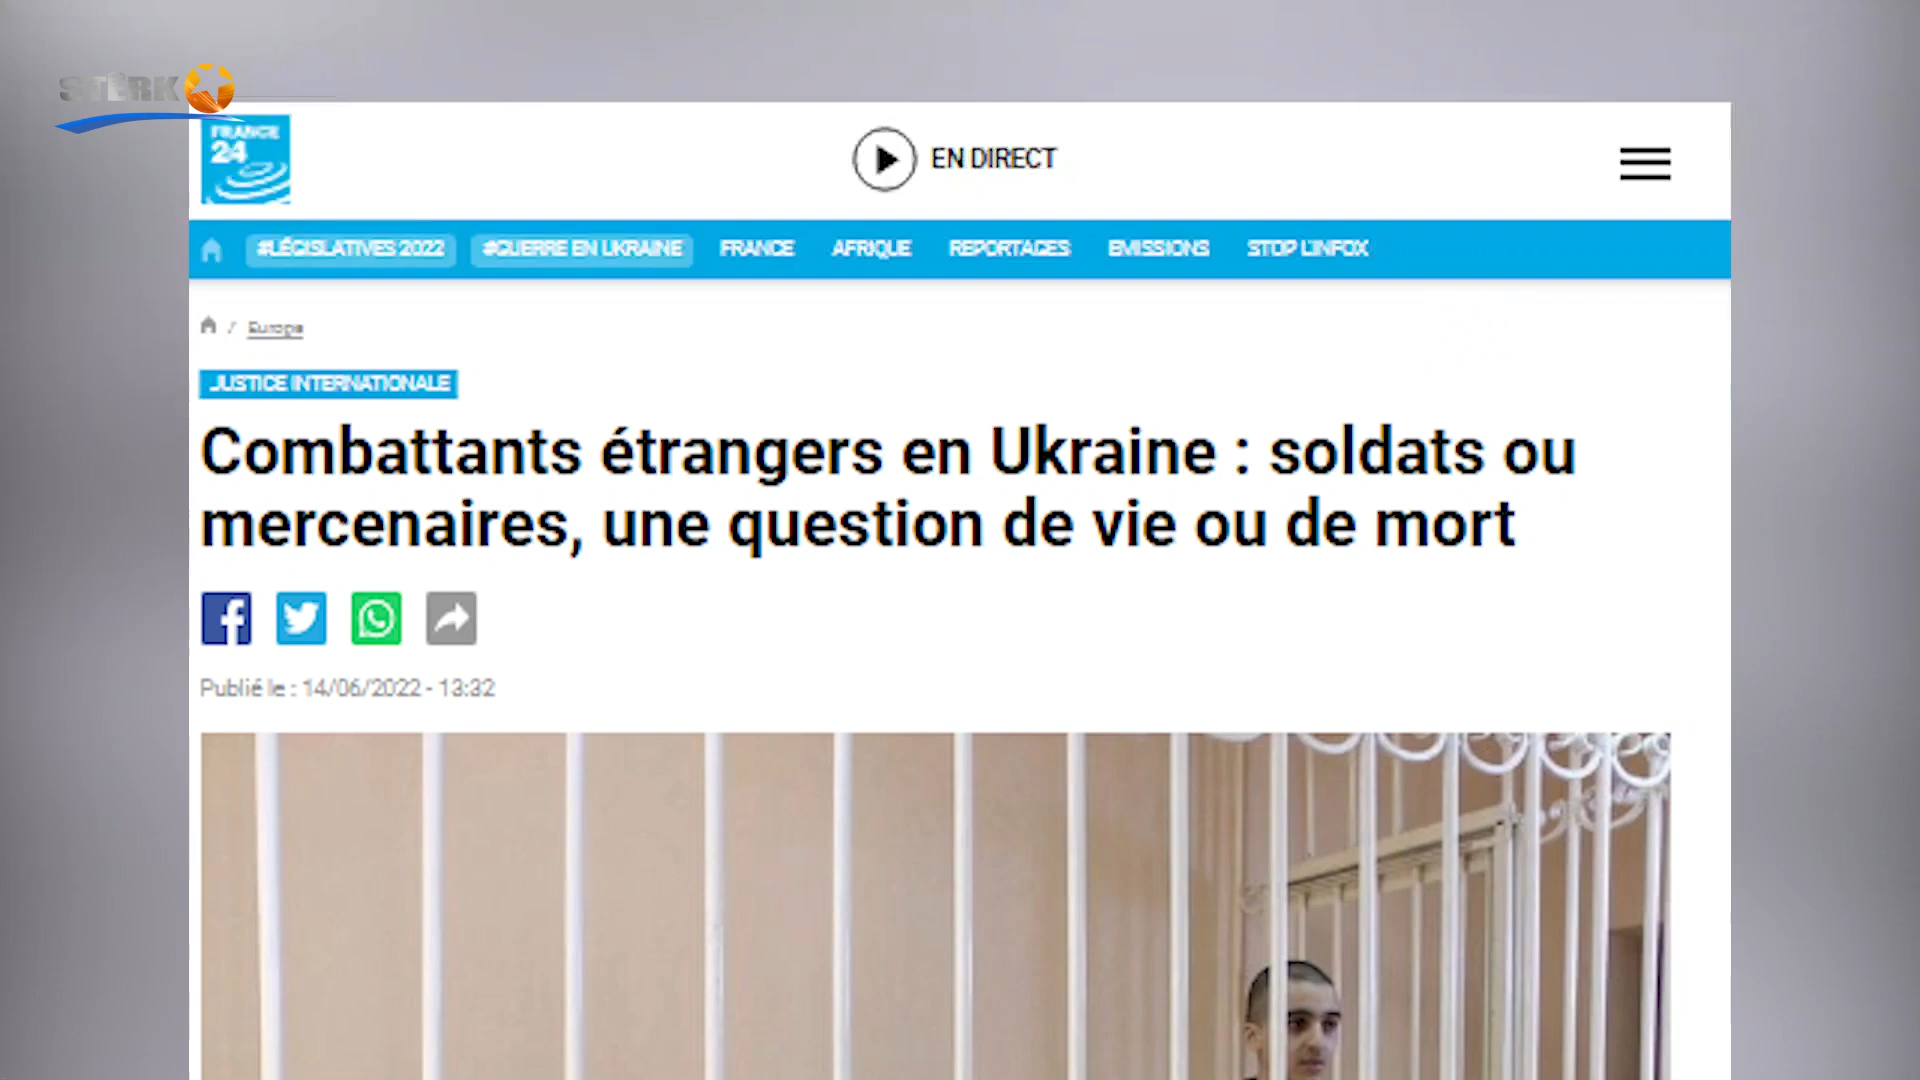 STÊRK
FRANCE
24
EN DIRECT
#LÉGISLATIVES 2022
#GUERRE EN UKRAINE
FRANCE
AFRIQUE
REPORTAGES
EMISSIONS
STOP L'INFOX
/ Europe
JUSTICE INTERNATIONALE
Combattants étrangers en Ukraine : soldats ou
mercenaires, une question de vie ou de mort
Publié le : 14/06/2022 - 13:32